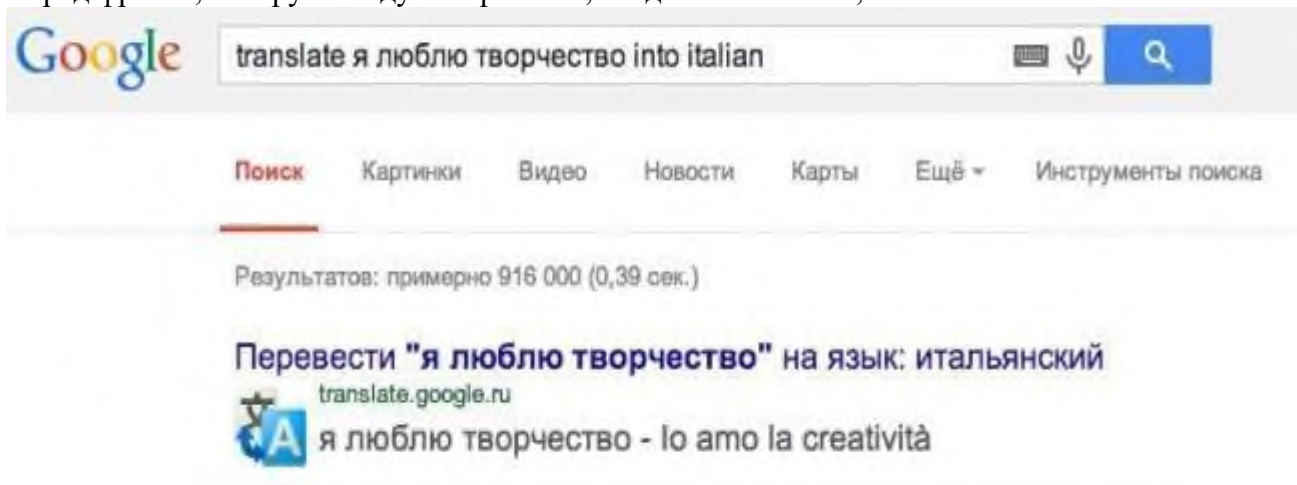 Google translate я люблю творчество into italian
Поиск Картинки Видео Новости Карты Ещё Инструменты поиска
Результатов: примерно 916 000 (0,39 сек.)
Перевести "я люблю творчество" на язык: итальянский
translate.google.ru
я люблю творчество - Io amo la creatività